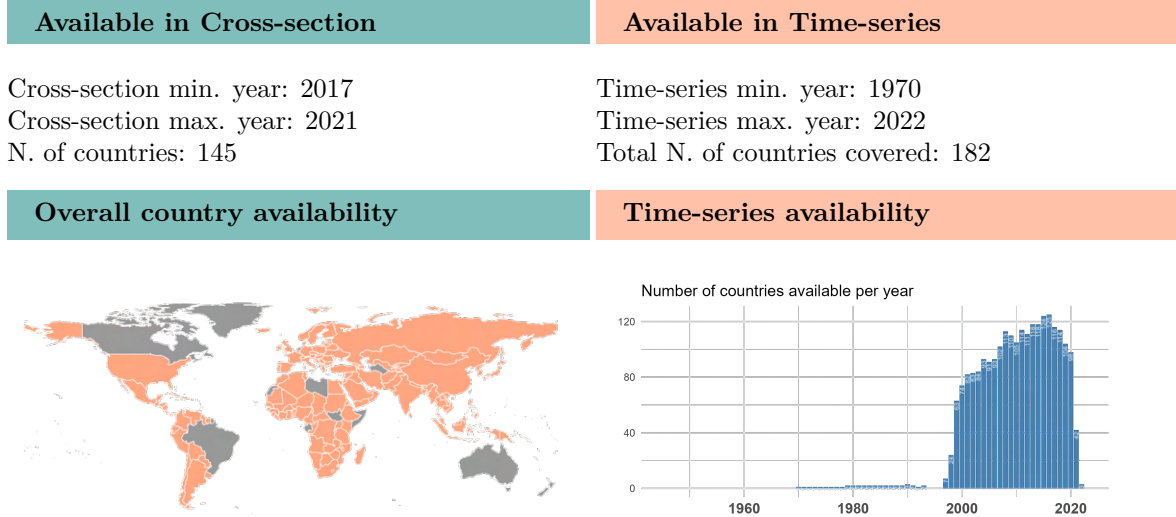 Available in Cross-section
Cross-section min. year: 2017
Cross-section max. year: 2021
N. of countries: 145
Available in Time-series
Time-series min. year: 1970
Time-series max. year: 2022
Total N. of countries covered: 182
Overall country availability
Time-series availability
Number of countries available per year
120
80
40
0
1960
1980
2000
2020